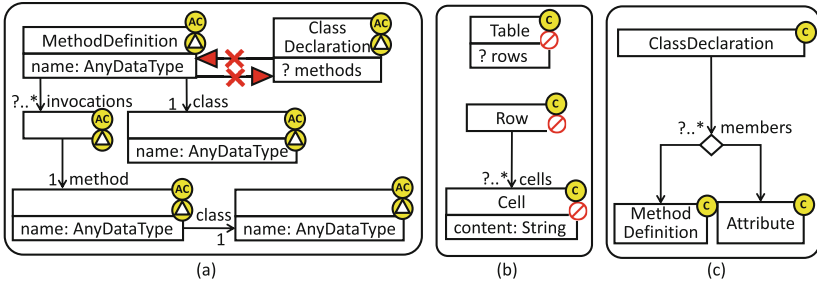 AC
MethodDefinition
name: AnyDataType
AC
Class
Declaration
? methods
?..* invocations
1 class
AC
AC
name: AnyDataType
1 method
AC
name: AnyDataType
class
1
AC
name: AnyDataType
(a)
C
Table
? rows
C
Row
?..* cells
C
Cell
content: String
(b)
C
ClassDeclaration
?..* members
C
Method
Definition
C
Attribute
(c)